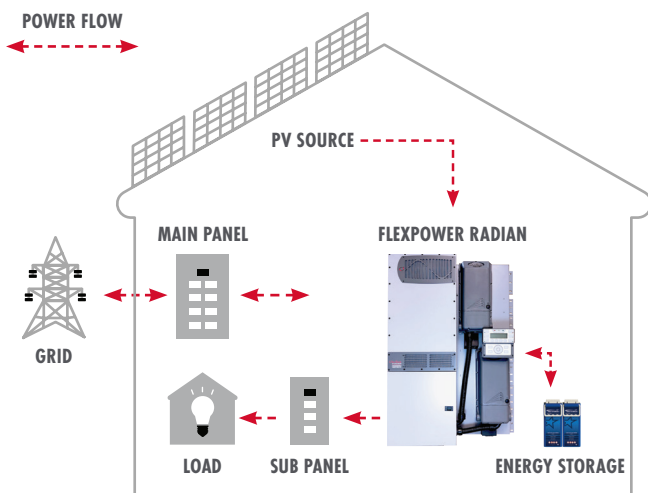 POWER FLOW
PV SOURCE
MAIN PANEL
FLEXPOWER RADIAN
GRID
LOAD
SUB PANEL
ENERGY STORAGE